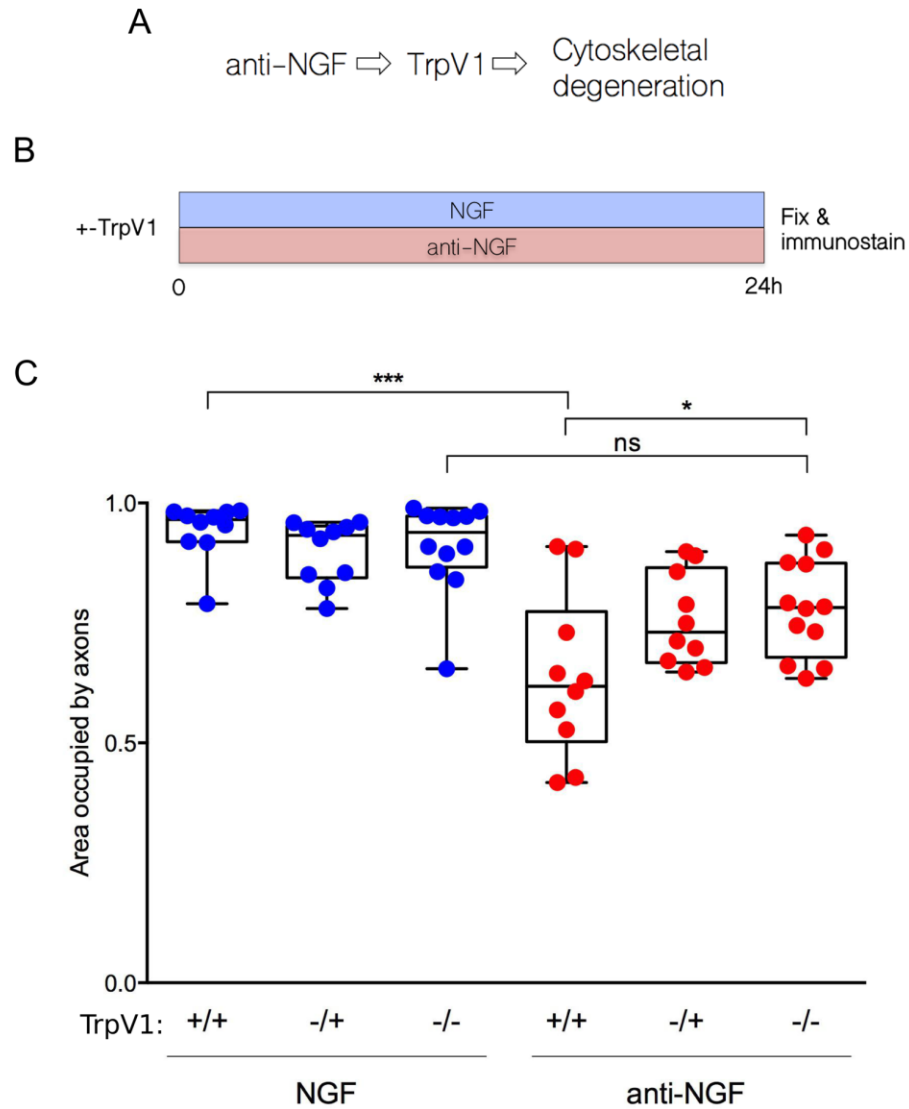 A
anti-NGF ⇨ TrpV1 ⇨ Cytoskeletal
degeneration
B
+-TrpV1
NGF
anti-NGF
Fix &
immunostain
0
24h
C
***
*
ns
Area occupied by axons
1.0
0.5
0.0
TrpV1: +/+ -/+ -/- +/+ -/+ -/-
NGF anti-NGF